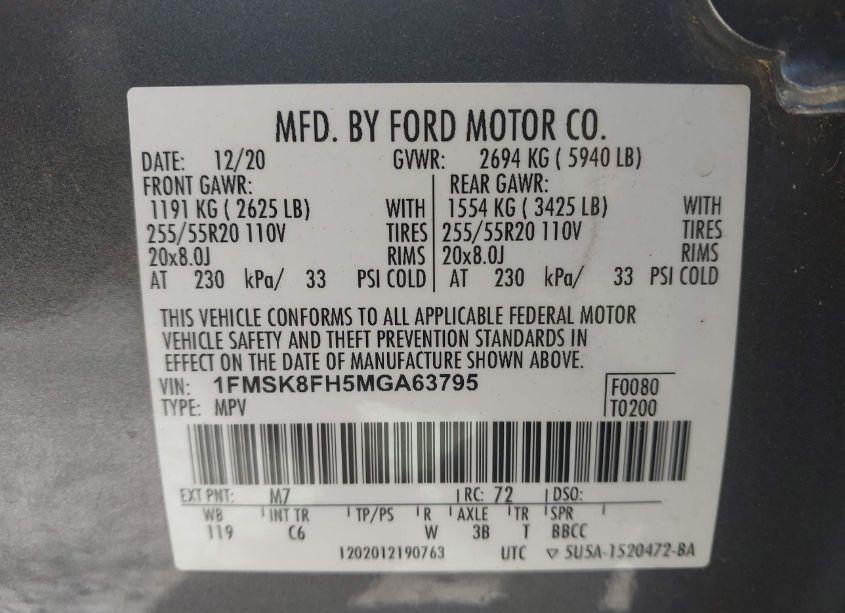 MFD. BY FORD MOTOR CO.
DATE: 12/20 GVWR: 2694 KG ( 5940 LB)
FRONT GAWR: REAR GAWR:
1191 KG ( 2625 LB) WITH 1554 KG ( 3425 LB) WITH
255/55R20 110V TIRES 255/55R20 110V TIRES
20x8.0J RIMS 20x8.0J RIMS
AT 230 kPa/ 33 PSI COLD AT 230 kPa/ 33 PSI COLD
THIS VEHICLE CONFORMS TO ALL APPLICABLE FEDERAL MOTOR
VEHICLE SAFETY AND THEFT PREVENTION STANDARDS IN
EFFECT ON THE DATE OF MANUFACTURE SHOWN ABOVE.
VIN: 1FMSK8FH5MGA63795 F0080
TYPE: MPV T0200
EXT PNT: M7 RC: 72 DSO:
WB INT TR TP/PS R AXLE TR SPR
119 C6 W 3B T BBCC
1202012190763 UTC ▽ 5U5A-1520472-BA